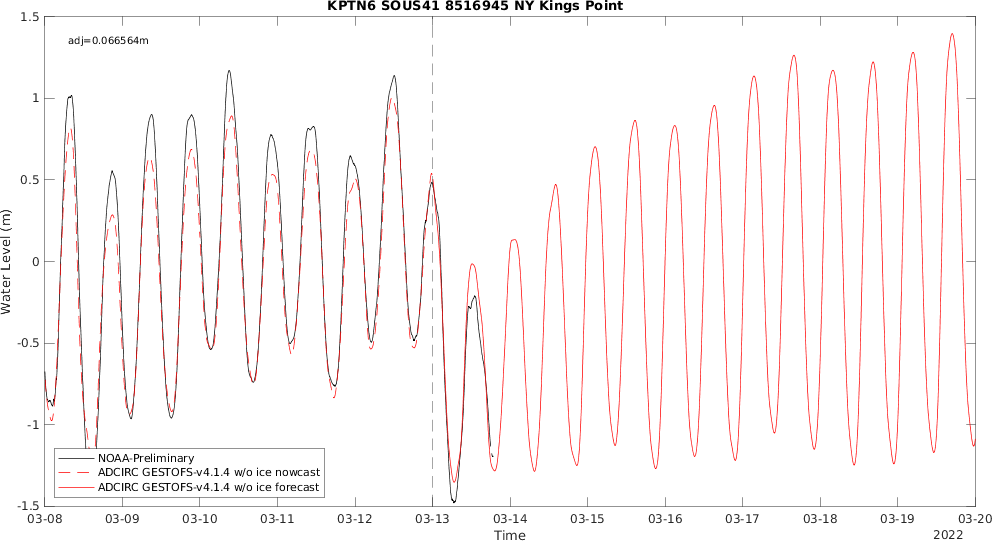 KPTN6 SOUS41 8516945 NY Kings Point
adj=0.066564m
1.5
1
0.5
0
-0.5
-1
-1.5
Water Level (m)
NOAA-Preliminary
ADCIRC GESTOFS-v4.1.4 w/o ice nowcast
ADCIRC GESTOFS-v4.1.4 w/o ice forecast
03-08 03-09 03-10 03-11 03-12 03-13 03-14 03-15 03-16 03-17 03-18 03-19 03-20
Time
2022